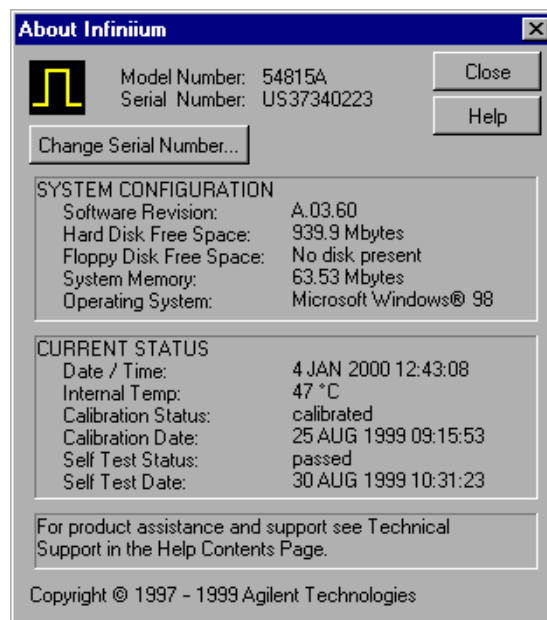 About Infiniium
Model Number: 54815A
Serial Number: US37340223
Close
Help
Change Serial Number...
SYSTEM CONFIGURATION
Software Revision: A.03.60
Hard Disk Free Space: 939.9 Mbytes
Floppy Disk Free Space: No disk present
System Memory: 63.53 Mbytes
Operating System: Microsoft Windows® 98
CURRENT STATUS
Date / Time: 4 JAN 2000 12:43:08
Internal Temp: 47 °C
Calibration Status: calibrated
Calibration Date: 25 AUG 1999 09:15:53
Self Test Status: passed
Self Test Date: 30 AUG 1999 10:31:23
For product assistance and support see Technical
Support in the Help Contents Page.
Copyright © 1997 - 1999 Agilent Technologies